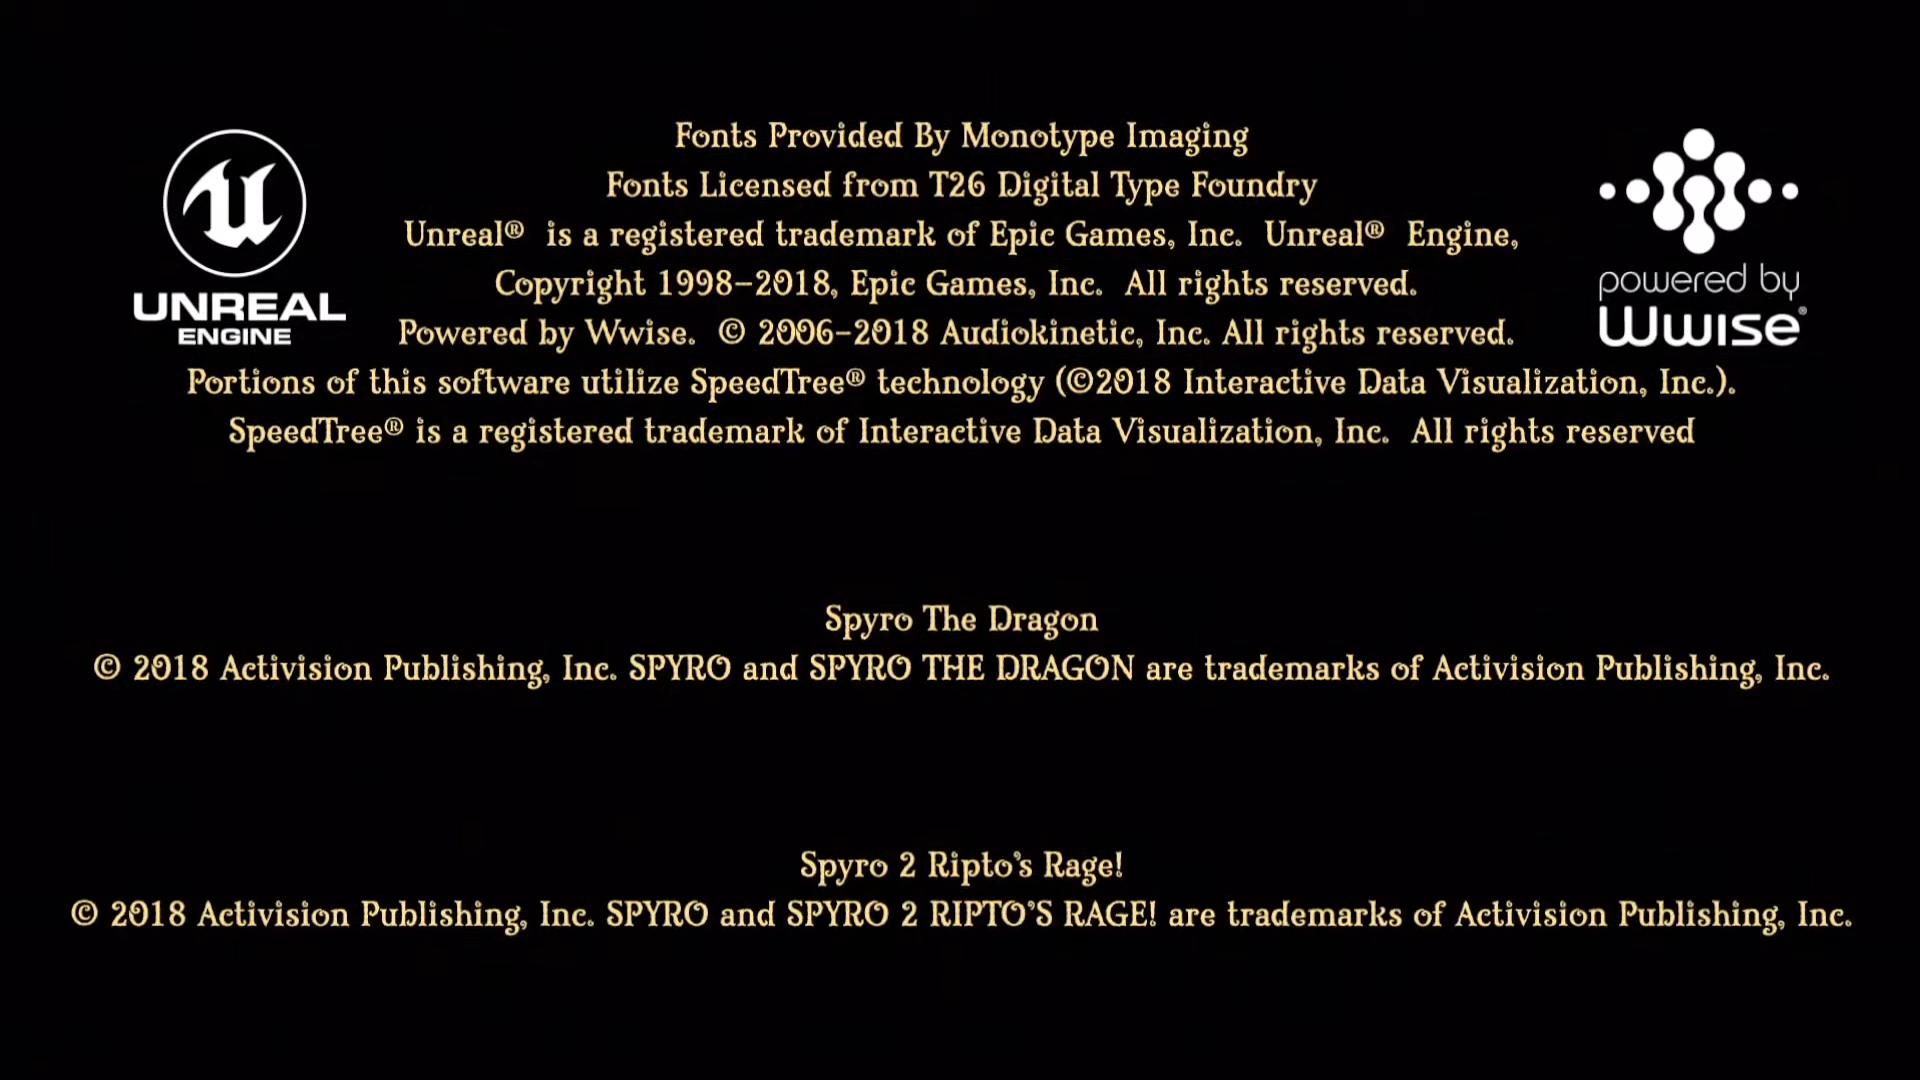 Fonts Provided By Monotype Imaging
Fonts Licensed from T26 Digital Type Foundry
Unreal® is a registered trademark of Epic Games, Inc. Unreal® Engine,
Copyright 1998-2018, Epic Games, Inc. All rights reserved.
Powered by Wwise. © 2006-2018 Audiokinetic, Inc. All rights reserved.
Portions of this software utilize SpeedTree® technology (©2018 Interactive Data Visualization, Inc.).
SpeedTree® is a registered trademark of Interactive Data Visualization, Inc. All rights reserved
UNREAL
ENGINE
powered by
Wwise®
Spyro The Dragon
© 2018 Activision Publishing, Inc. SPYRO and SPYRO THE DRAGON are trademarks of Activision Publishing, Inc.
Spyro 2 Ripto's Rage!
© 2018 Activision Publishing, Inc. SPYRO and SPYRO 2 RIPTO'S RAGE! are trademarks of Activision Publishing, Inc.